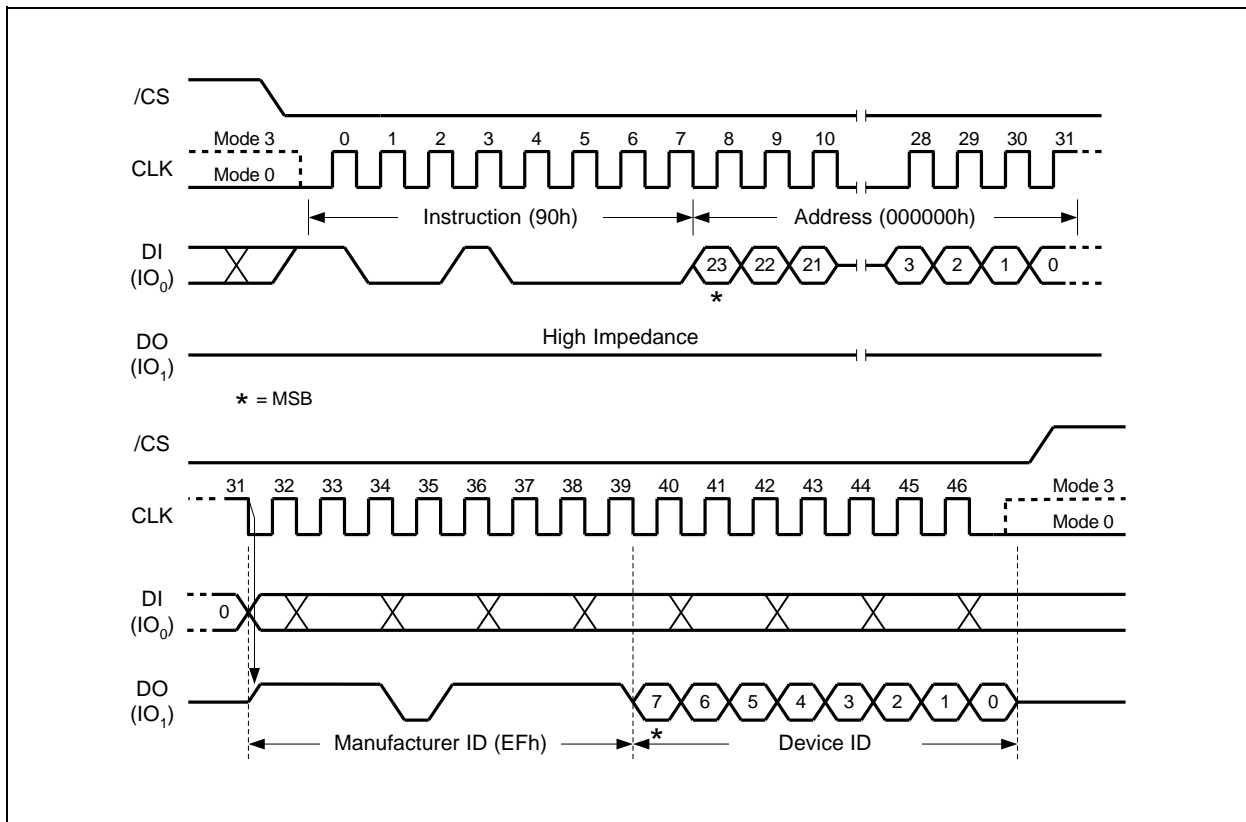 /CS
Mode 3 0 1 2 3 4 5 6 7 8 9 10 28 29 30 31
CLK
Mode 0
Instruction (90h) Address (000000h)
DI
(IO0) 23 22 21 3 2 1 0
*
High Impedance
DO
(IO1)
* = MSB
/CS
31 32 33 34 35 36 37 38 39 40 41 42 43 44 45 46 Mode 3
CLK
Mode 0
DI
(IO0) 0
DO
(IO1) 7 6 5 4 3 2 1 0
*
Manufacturer ID (EFh) Device ID